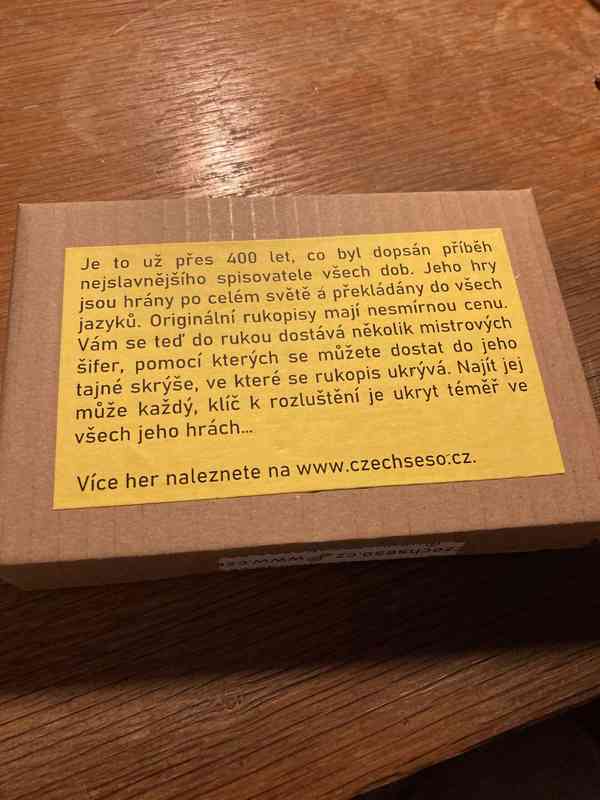 Je to už přes 400 let, co byl dopsán příběh
nejslavnějšího spisovatele všech dob. Jeho hry
jsou hrány po celém světě a překládány do všech
jazyků. Originální rukopisy mají nesmírnou cenu.
Vám se teď do rukou dostává několik mistrových
šifer, pomocí kterých se můžete dostat do jeho
tajné skrýše, ve které se rukopis ukrývá. Najít jej
může každý, klíč k rozluštění je ukryt téměř ve
všech jeho hrách...
Více her naleznete na www.czechseso.cz.